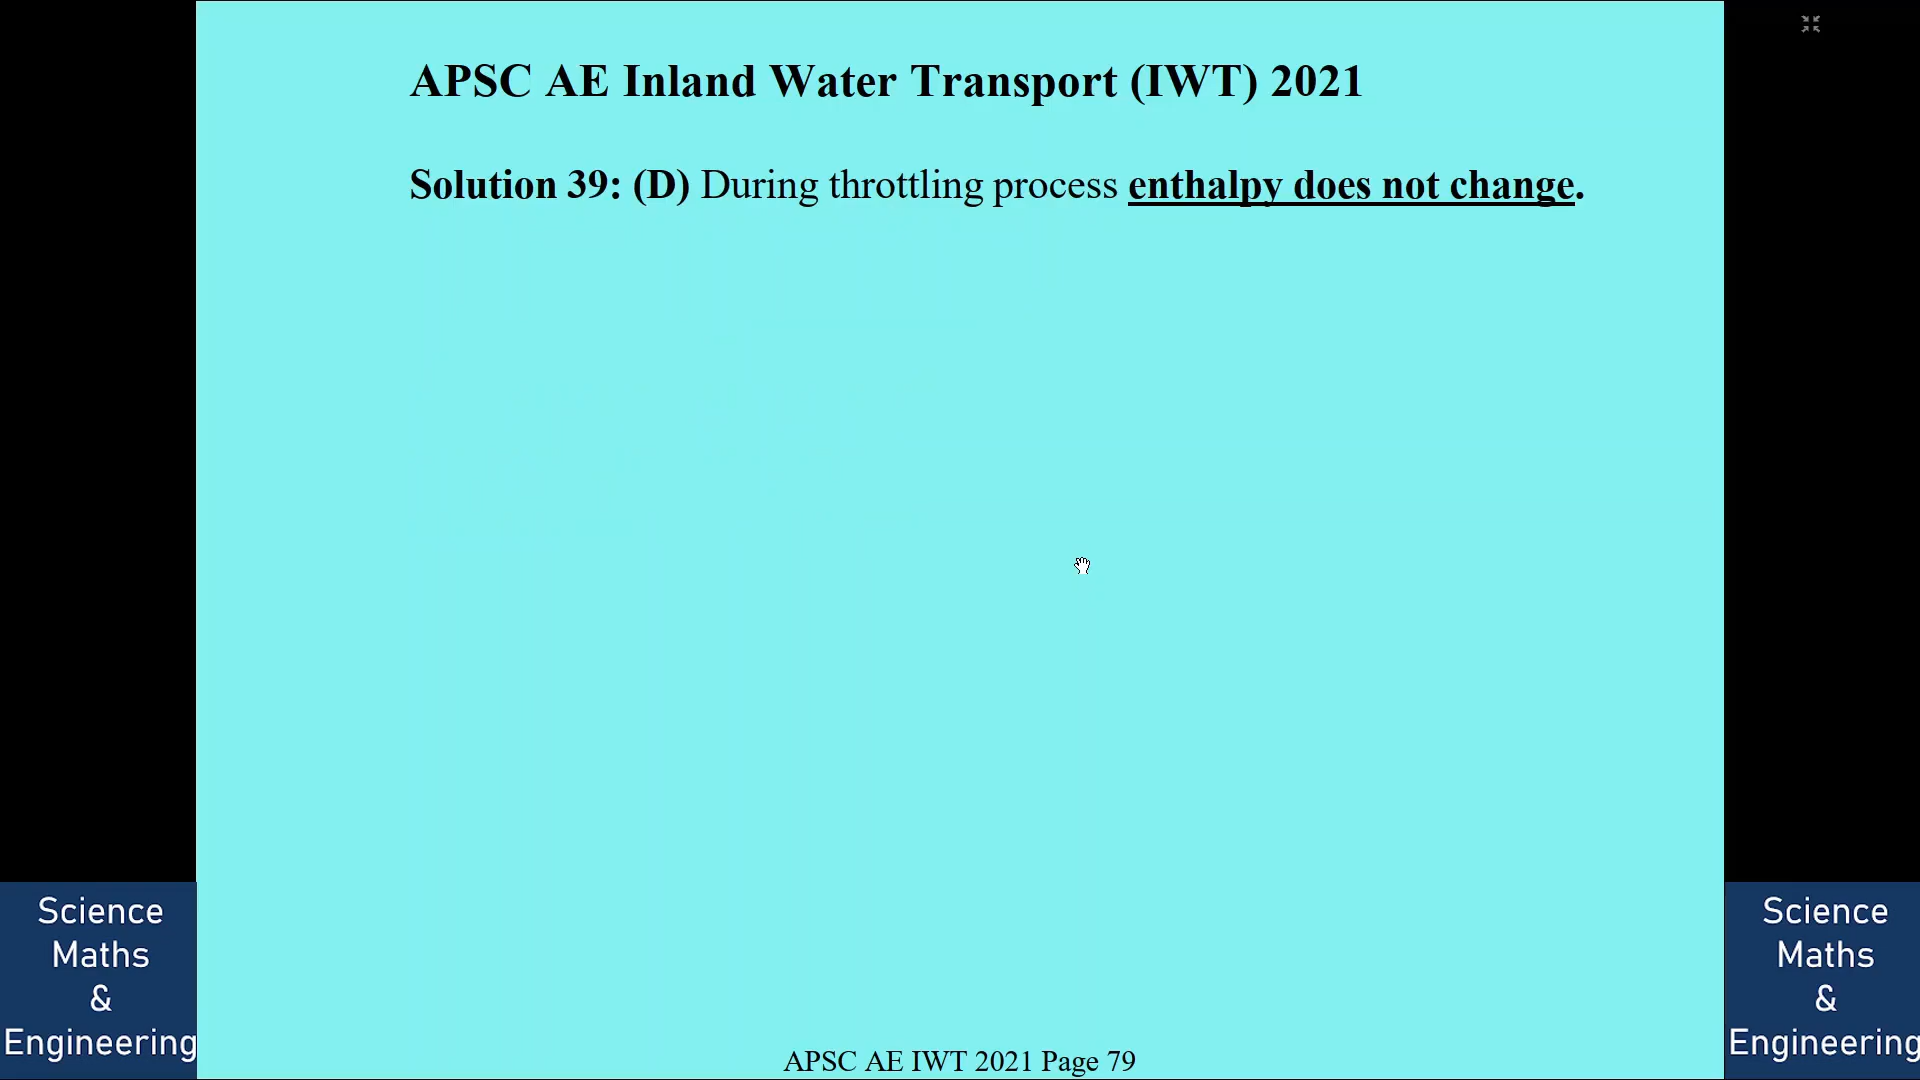 APSC AE Inland Water Transport (IWT) 2021
Solution 39: (D) During throttling process enthalpy does not change.
Science
Maths
&
Engineering
Science
Maths
&
Engineering
APSC AE IWT 2021 Page 79